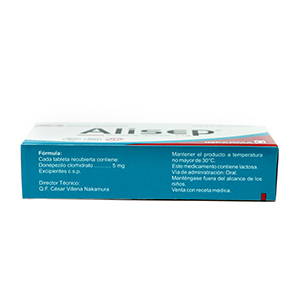 Alisep
Fórmula:
Cada tableta recubierta contiene:
Donepezilo clorhidrato ........... 5 mg
Excipientes c.s.p.
Director Técnico:
Q.F. César Villena Nakamura
Mantener el producto a temperatura
no mayor de 30°C.
Este medicamento contiene lactosa.
Vía de administración: Oral.
Manténgase fuera del alcance de los
niños.
Venta con receta médica.